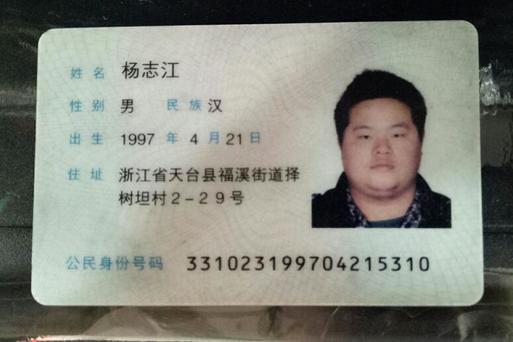 姓名 杨志江
性别 男 民族 汉
出生 1997 年 4 月 21 日
住址 浙江省天台县福溪街道择
树坦村2-29号
公民身份号码 331023199704215310